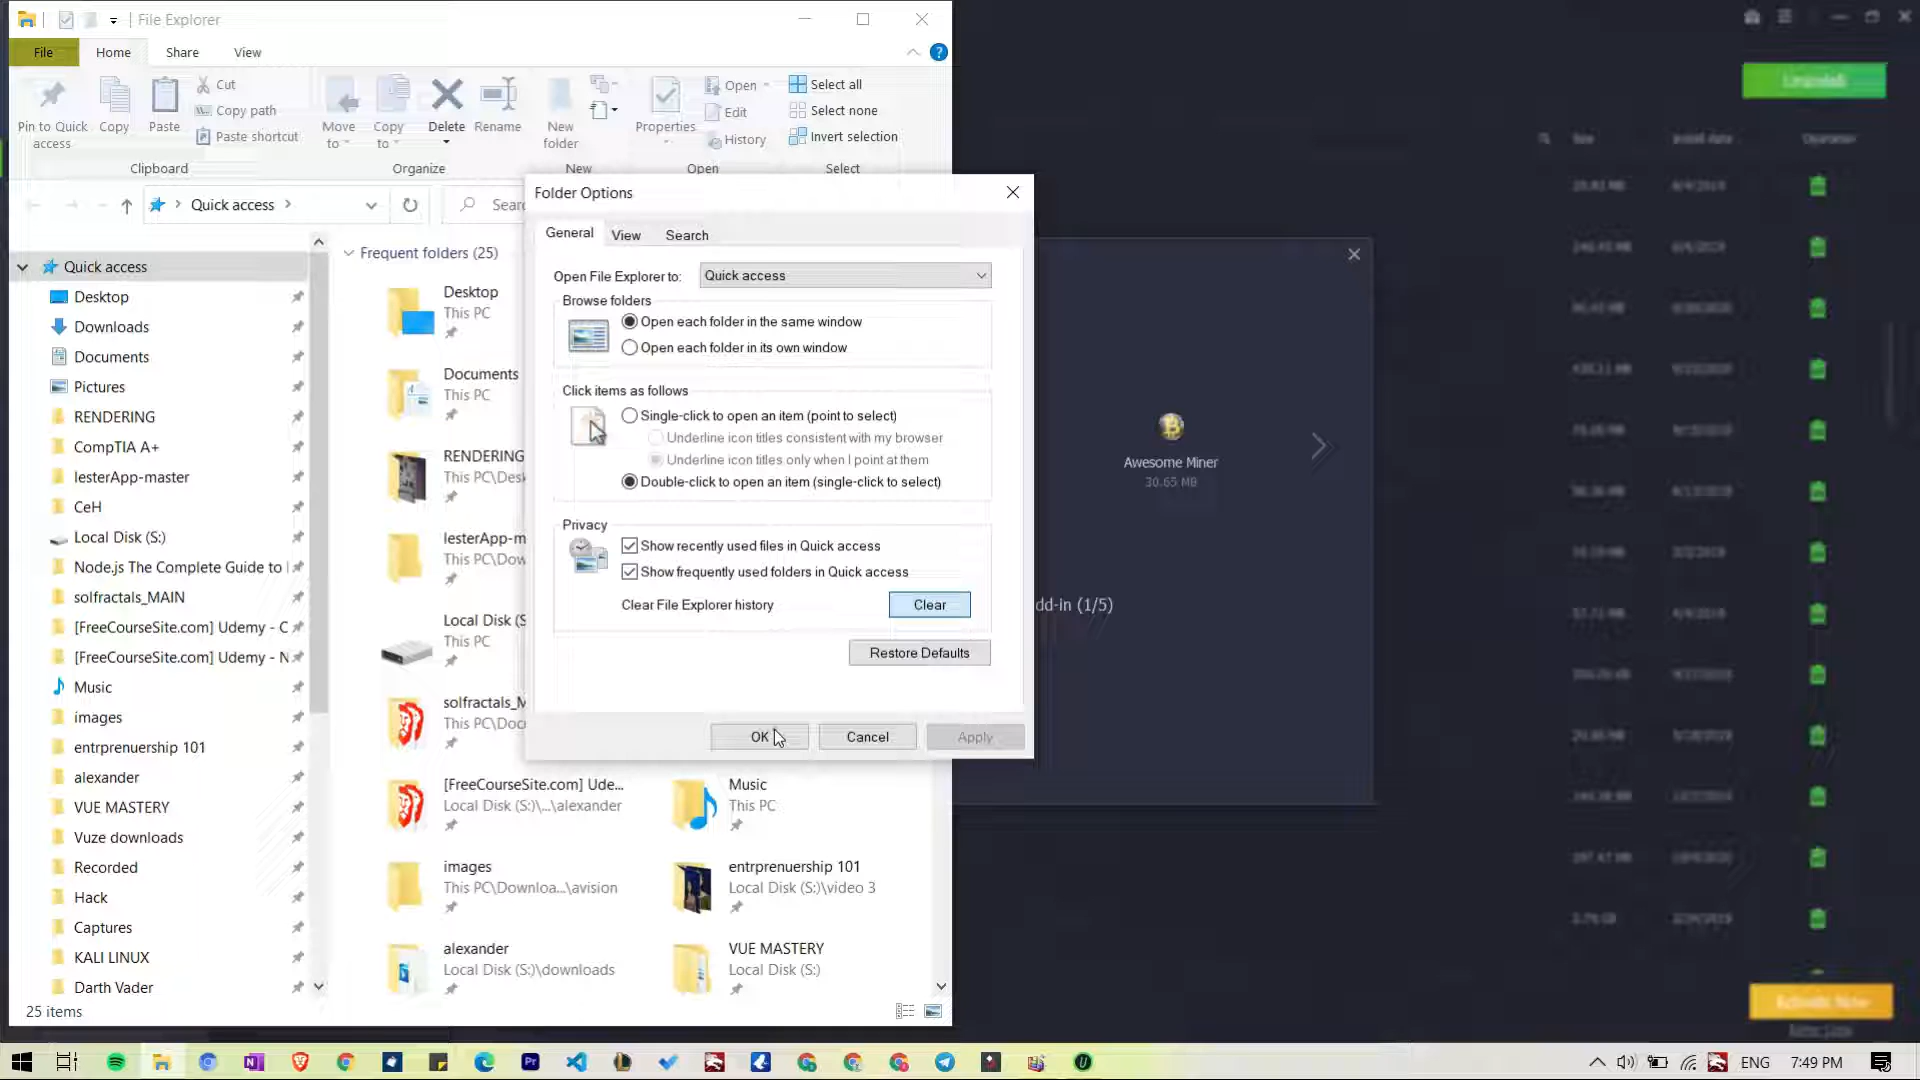 File Explorer
File Home Share View
Pin to Quick access
Copy
Paste
Cut
Copy path
Paste shortcut
Clipboard
Move to
Copy to
Delete
Rename
Organize
New folder
New
Properties
Open
Edit
History
Open
Select all
Select none
Invert selection
Select
Quick access
Sear
Quick access
Desktop
Downloads
Documents
Pictures
RENDERING
CompTIA A+
lesterApp-master
CeH
Local Disk (S:)
Node.js The Complete Guide to
solfractals_MAIN
[FreeCourseSite.com] Udemy - C
[FreeCourseSite.com] Udemy - N
Music
images
entrprenuership 101
alexander
VUE MASTERY
Vuze downloads
Recorded
Hack
Captures
KALI LINUX
Darth Vader
25 items
Frequent folders (25)
Desktop
This PC
Documents
This PC
RENDERING
This PC\Desk
lesterApp-m
This PC\Dow
Local Disk (S
This PC
solfractals_M
This PC\Doc
[FreeCourseSite.com] Ude...
Local Disk (S:)\...\alexander
Music
This PC
images
This PC\Downloa...\avision
entrprenuership 101
Local Disk (S:)\video 3
alexander
Local Disk (S:)\downloads
VUE MASTERY
Local Disk (S:)
Folder Options
General View Search
Open File Explorer to: Quick access
Browse folders
Open each folder in the same window
Open each folder in its own window
Click items as follows
Single-click to open an item (point to select)
Underline icon titles consistent with my browser
Underline icon titles only when I point at them
Double-click to open an item (single-click to select)
Privacy
Show recently used files in Quick access
Show frequently used folders in Quick access
Clear File Explorer history
Clear
Restore Defaults
OK
Cancel
Apply
Awesome Miner
30.65 MB
dd-in (1/5)
ENG
7:49 PM